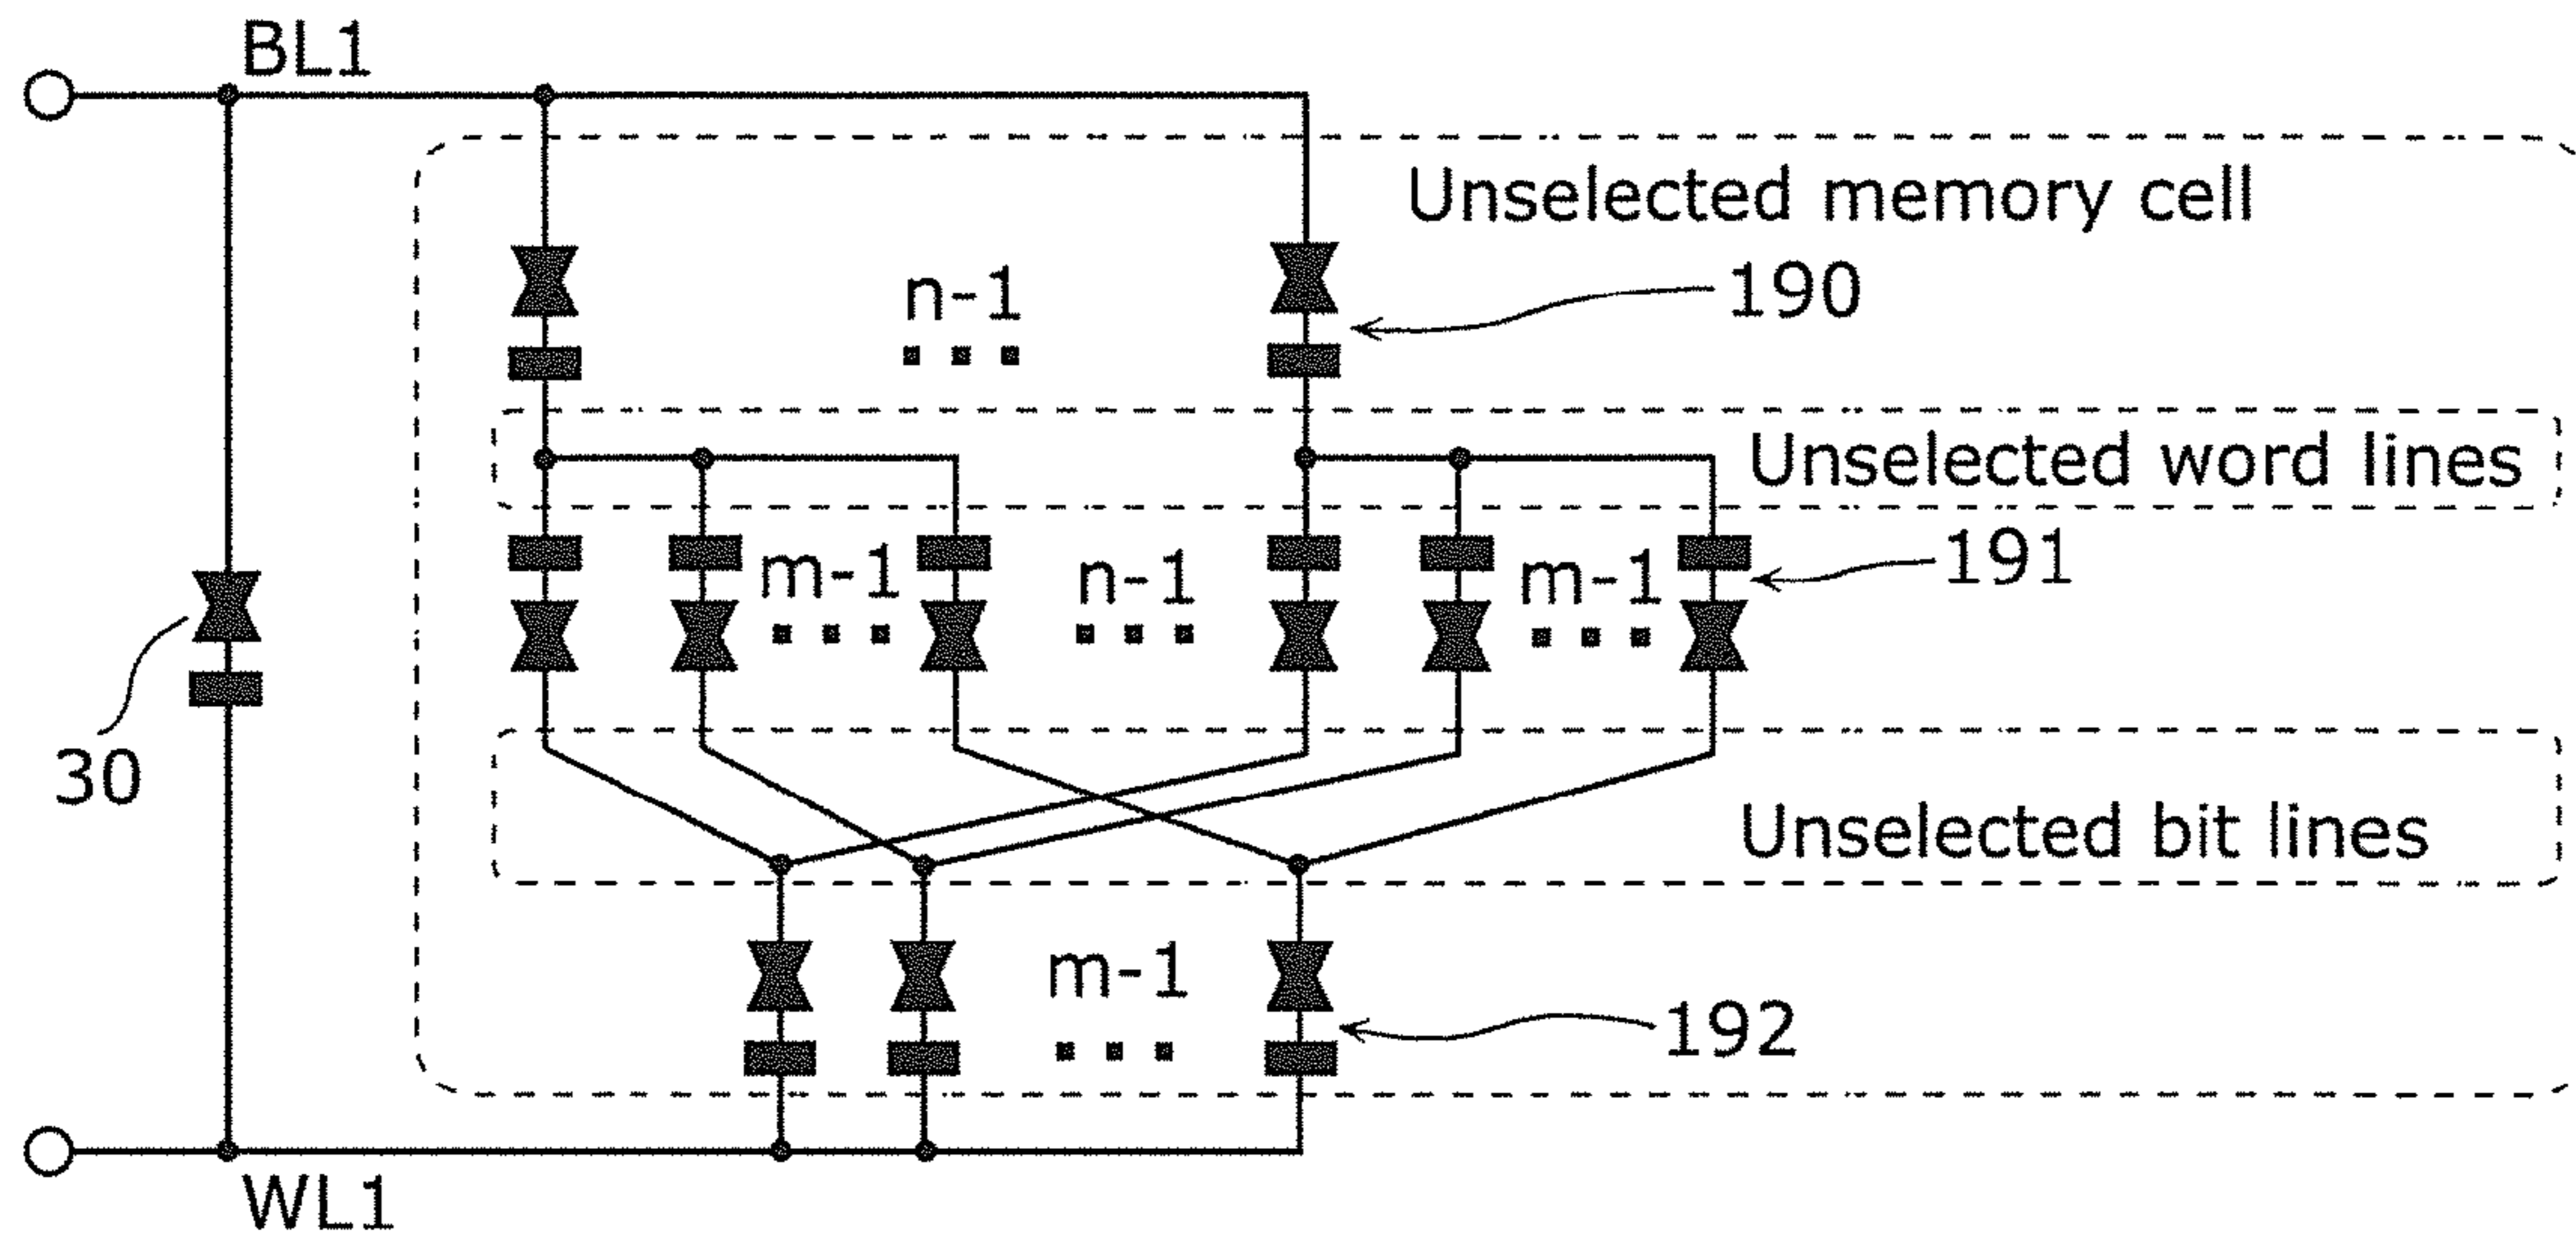 BL1
Unselected memory cell
n-1
190
Unselected word lines
m-1
n-1
m-1
191
30
Unselected bit lines
m-1
192
WL1